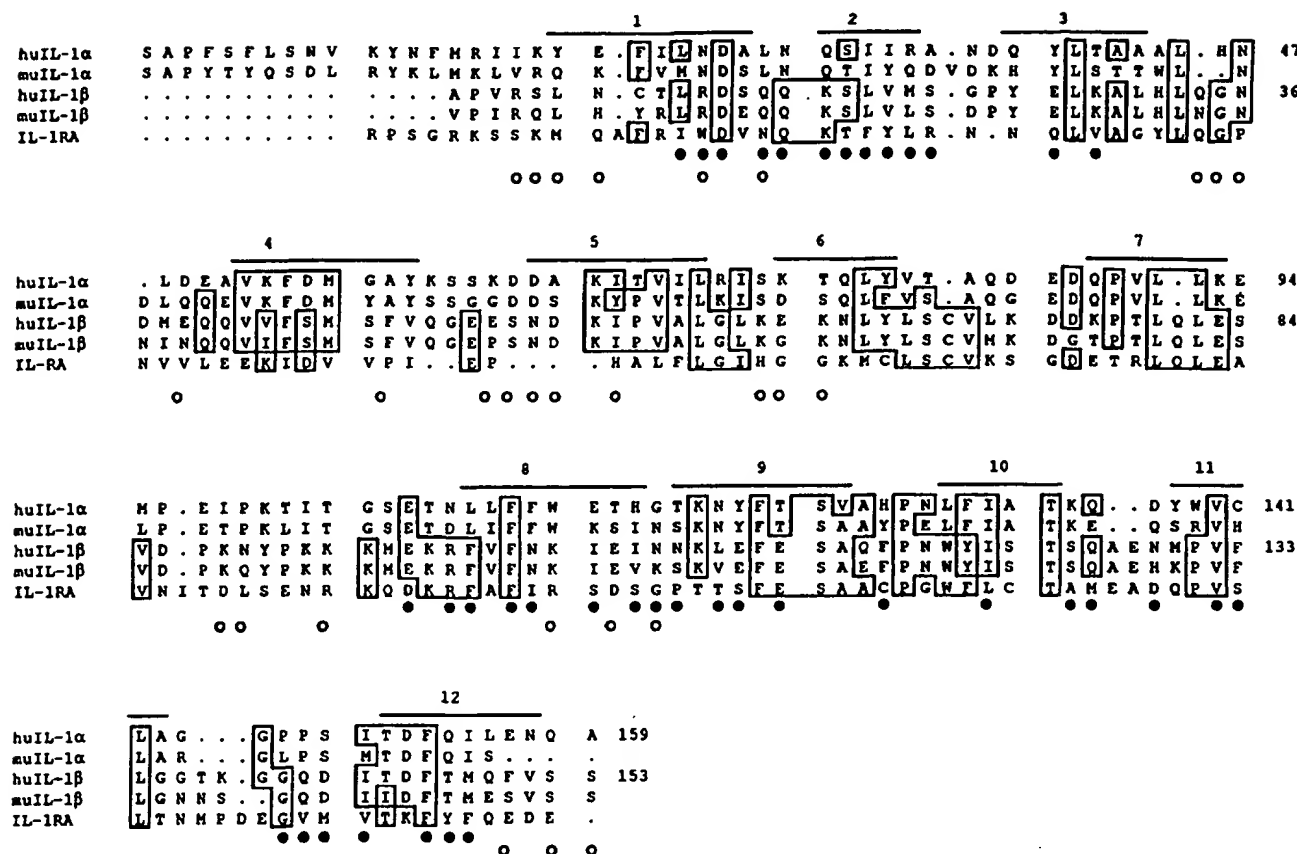 1 2 3
huIL-1α S A P F S F L S N V K Y N F M R I I K Y E . F I L N D A L N Q S I I R A . N D Q Y L T A A A L . H N 47
muIL-1α S A P Y T Y Q S D L R Y K L M K L V R Q K . F V M N D S L N Q T I Y Q D V D K H Y L S T T W L . . N
huIL-1β . . . . . . . . . . . . . . A P V R S L N . C T L R D S Q Q K S L V M S . G P Y E L K A L H L Q G N 36
muIL-1β . . . . . . . . . . . . . . V P I R Q L H . Y R L R D E Q Q K S L V L S . D P Y E L K A L H L N G N
IL-1RA . . . . . . . . . . R P S G R K S S K M Q A F R I W D V N Q K T F Y L R . N . N Q L V A G Y L Q G P
4 5 6 7
huIL-1α . L D E A V K F D M G A Y K S S K D D A K I T V I L R I S K T Q L Y V T . A Q D E D Q P V L . L K E 94
muIL-1α D L Q Q E V K F D M Y A Y S S G G D D S K Y P V T L K I S D S Q L F V S . A Q G E D Q P V L . L K E
huIL-1β D M E Q Q V V F S M S F V Q G E E S N D K I P V A L G L K E K N L Y L S C V L K D D K P T L Q L E S 84
muIL-1β N I N Q Q V I F S M S F V Q G E P S N D K I P V A L G L K G K N L Y L S C V M K D G T P T L Q L E S
IL-RA N V V L E E K I D V V P I . . E P . . . . H A L F L G I H G G K M C L S C V K S G D E T R L Q L E A
8 9 10 11
huIL-1α M P . E I P K T I T G S E T N L L F F W E T H G T K N Y F T S V A H P N L F I A T K Q . . D Y W V C 141
muIL-1α L P . E T P K L I T G S E T D L I F F W K S I N S K N Y F T S A A Y P E L F I A T K E . . Q S R V H
huIL-1β V D . P K N Y P K K K M E K R F V F N K I E I N N K L E F E S A Q F P N W Y I S T S Q A E N M P V F 133
muIL-1β V D . P K Q Y P K K K M E K R F V F N K I E V K S K V E F E S A E F P N W Y I S T S Q A E H K P V F
IL-1RA V N I T D L S E N R K Q D K R F A F I R S D S G P T T S F E S A A C P G W F L C T A M E A D Q P V S
12
huIL-1α L A G . . . G P P S I T D F Q I L E N Q A 159
muIL-1α L A R . . . G L P S M T D F Q I S . . . .
huIL-1β L G G T K . G G Q D I T D F T M Q F V S S 153
muIL-1β L G N N S . . G Q D I I D F T M E S V S S
IL-1RA L T N M P D E G V M V T K F Y F Q E D E .